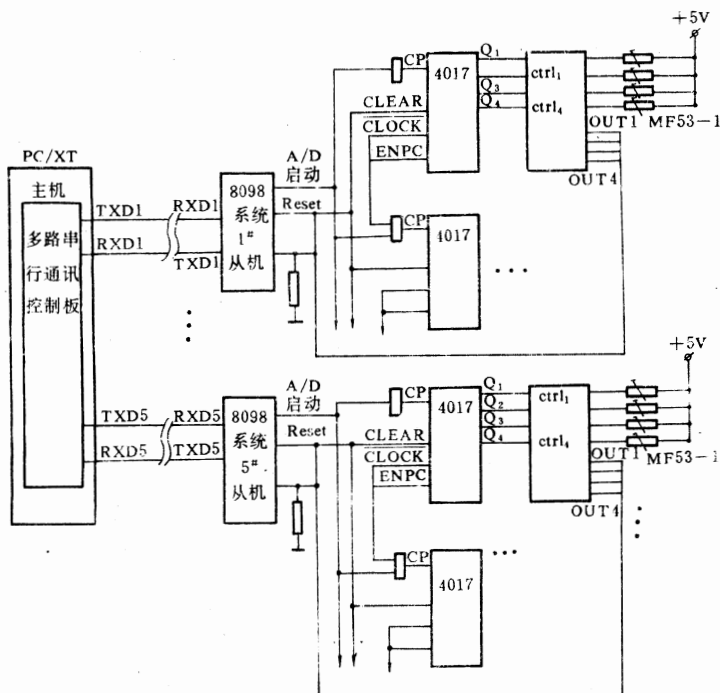 +5V
CP
4017
Q1
Q3
Q4
ctrl1
ctrl4
OUT1 MF53-1
OUT4
CLEAR
CLOCK
ENPC
PC/XT
主机
多路串
行通讯
控制板
TXD1
RXD1
RXD1
TXD1
8098
系统
1#
从机
A/D
启动
Reset
CP
4017
...
⋮
+5V
A/D
启动
CP
4017
Q1
Q2
Q3
Q4
ctrl1
ctrl4
OUT1 MF53-1
OUT4
TXD5
RXD5
RXD5
TXD5
8098
系统
5#
从机
Reset
CLEAR
CLOCK
ENPC
CP
4017
...
⋮